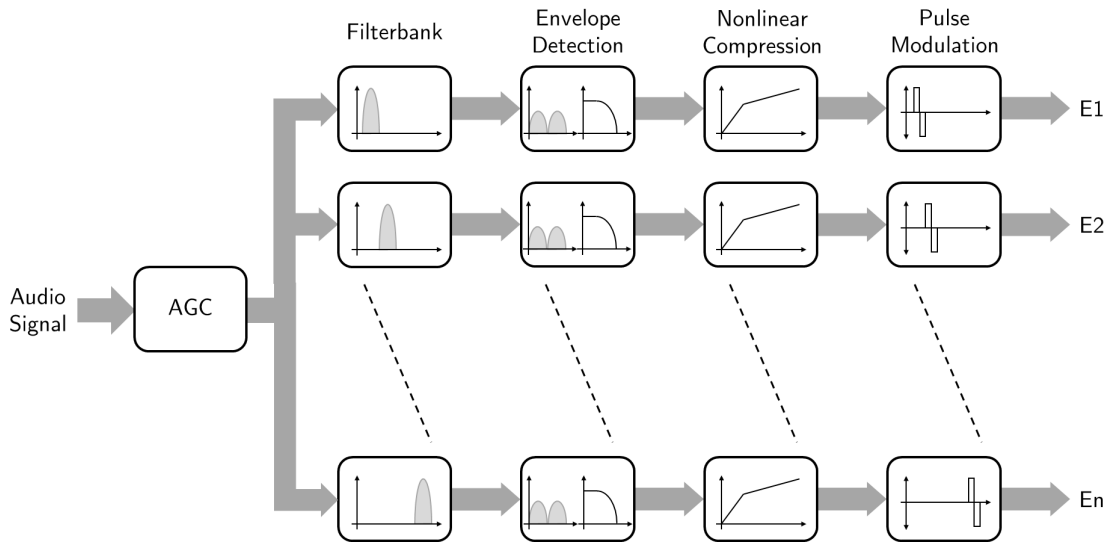 Filterbank
Envelope
Detection
Nonlinear
Compression
Pulse
Modulation
E1
E2
Audio
Signal
AGC
En